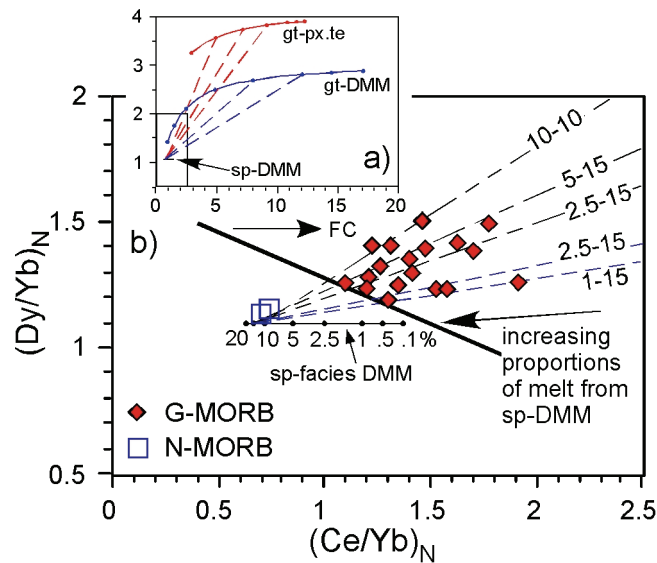 4
3
2
1
gt-px.te
gt-DMM
sp-DMM
a)
0 5 10 15 20
FC
b)
2
1.5
1
0.5
(Dy/Yb)N
10-10
5-15
2.5-15
2.5-15
1-15
20 10 5 2.5 1 .5 .1%
sp-facies DMM
increasing
proportions
of melt from
sp-DMM
G-MORB
N-MORB
0 0.5 1 1.5 2 2.5
(Ce/Yb)N